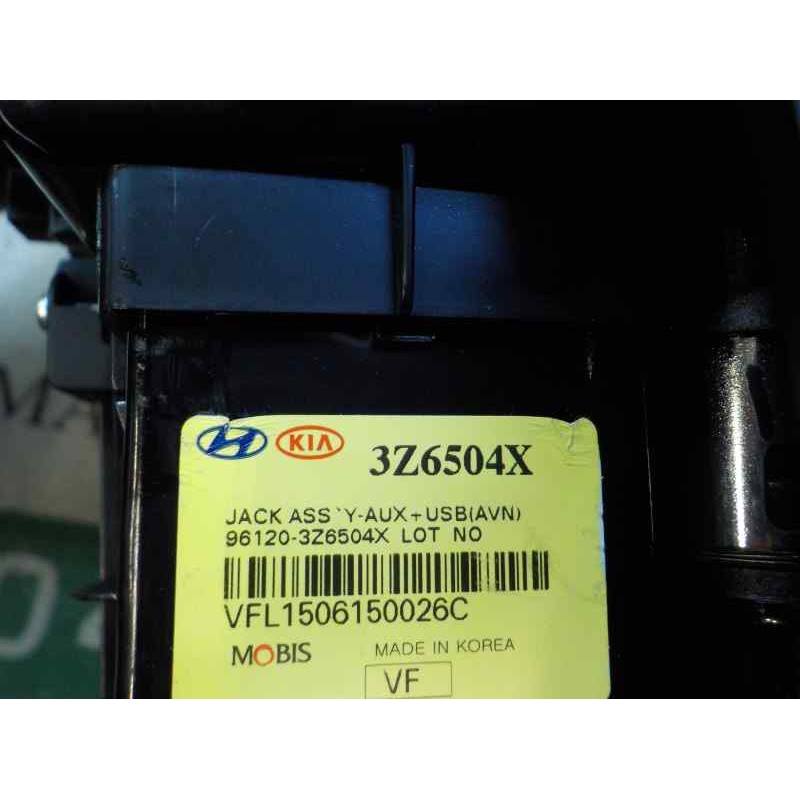 KIA 3Z6504X
JACK ASS`Y-AUX+USB(AVN)
96120-3Z6504X LOT NO
VFL1506150026C
MOBIS MADE IN KOREA
VF